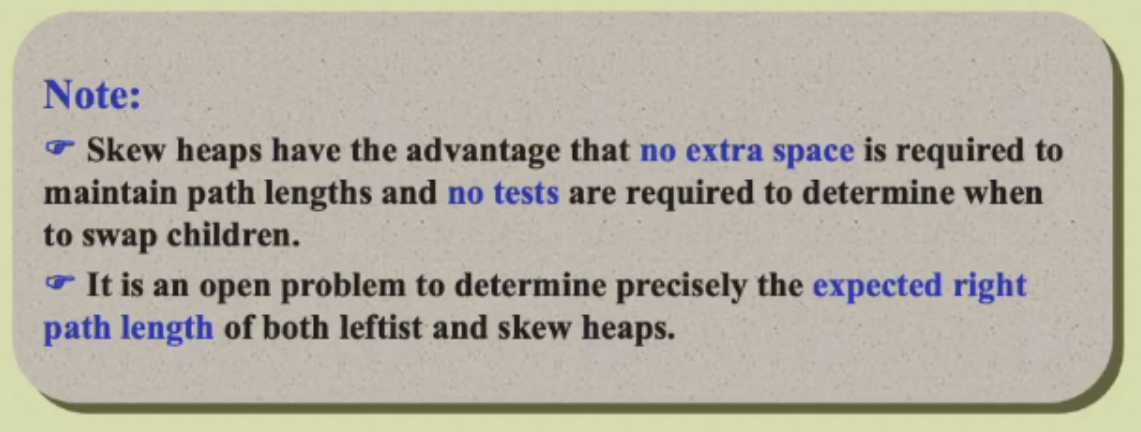 Note:
☞ Skew heaps have the advantage that no extra space is required to
maintain path lengths and no tests are required to determine when
to swap children.
☞ It is an open problem to determine precisely the expected right
path length of both leftist and skew heaps.